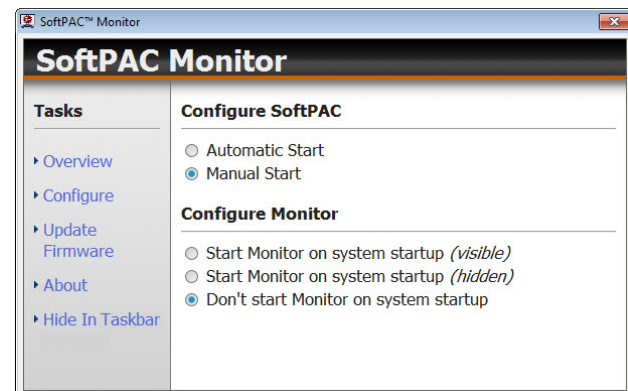 SoftPAC™ Monitor
SoftPAC Monitor
Tasks
Overview
Configure
Update
Firmware
About
Hide In Taskbar
Configure SoftPAC
Automatic Start
Manual Start
Configure Monitor
Start Monitor on system startup (visible)
Start Monitor on system startup (hidden)
Don't start Monitor on system startup